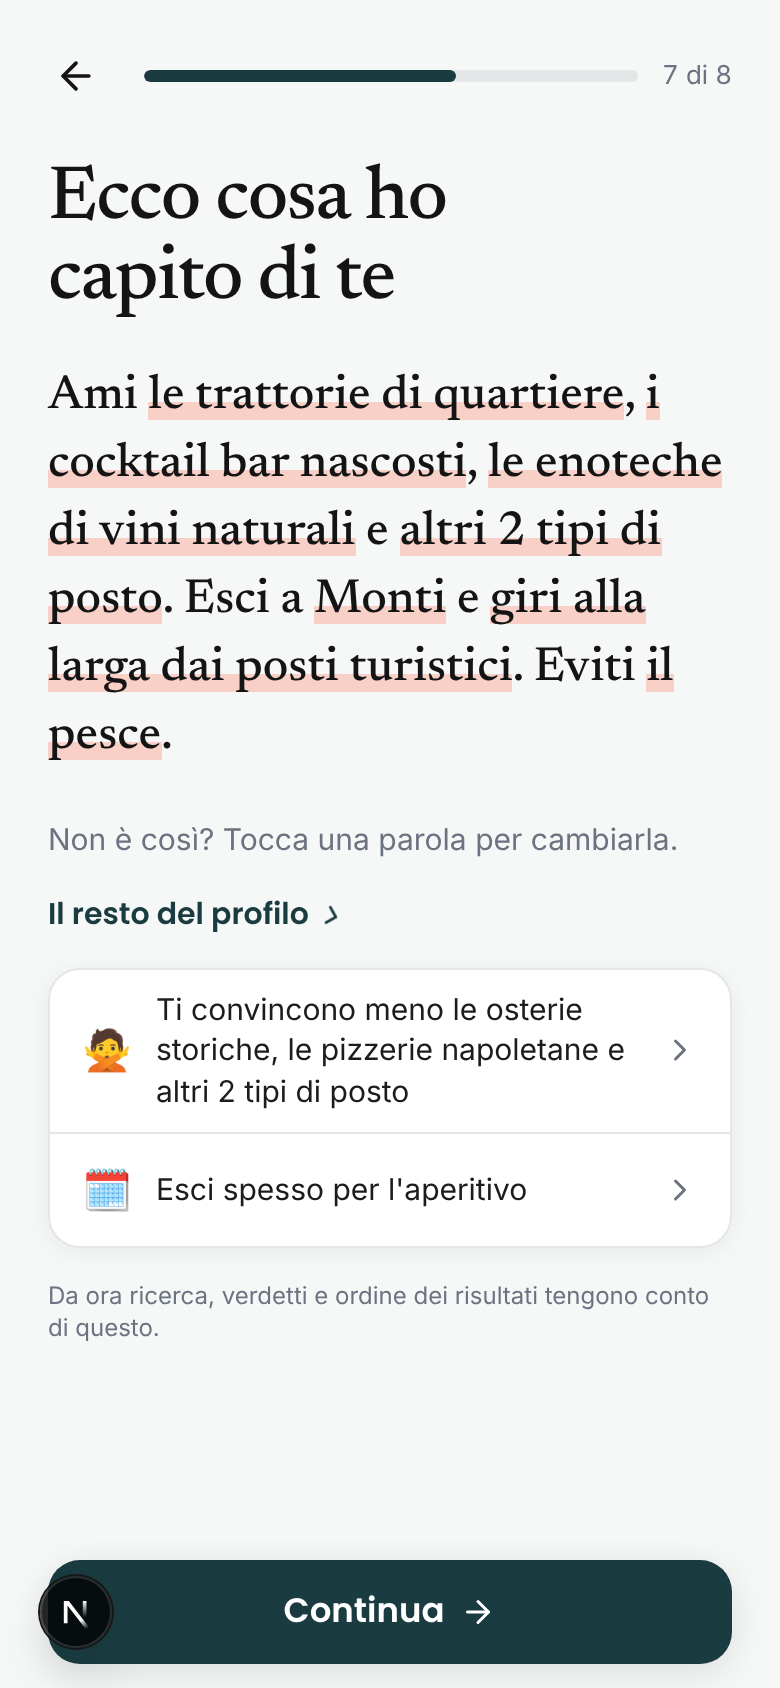 7 di 8
Ecco cosa ho
capito di te
Ami le trattorie di quartiere, i
cocktail bar nascosti, le enoteche
di vini naturali e altri 2 tipi di
posto. Esci a Monti e giri alla
larga dai posti turistici. Eviti il
pesce.
Non è così? Tocca una parola per cambiarla.
Il resto del profilo
Ti convincono meno le osterie
storiche, le pizzerie napoletane e
altri 2 tipi di posto
Esci spesso per l'aperitivo
Da ora ricerca, verdetti e ordine dei risultati tengono conto
di questo.
N
Continua